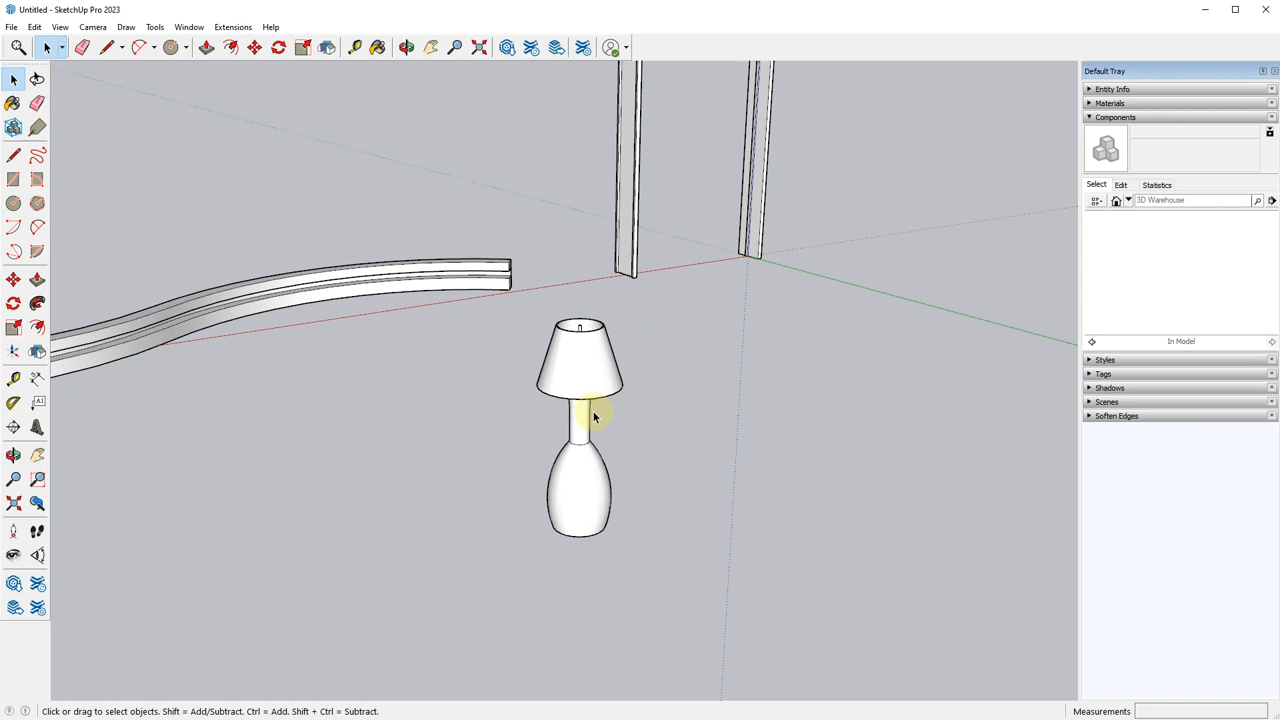 Untitled - SketchUp Pro 2023
File Edit View Camera Draw Tools Window Extensions Help
Default Tray
Entity Info
Materials
Components
Select Edit Statistics
3D Warehouse
In Model
Styles
Tags
Shadows
Scenes
Soften Edges
Click or drag to select objects. Shift = Add/Subtract. Ctrl = Add. Shift + Ctrl = Subtract.
Measurements